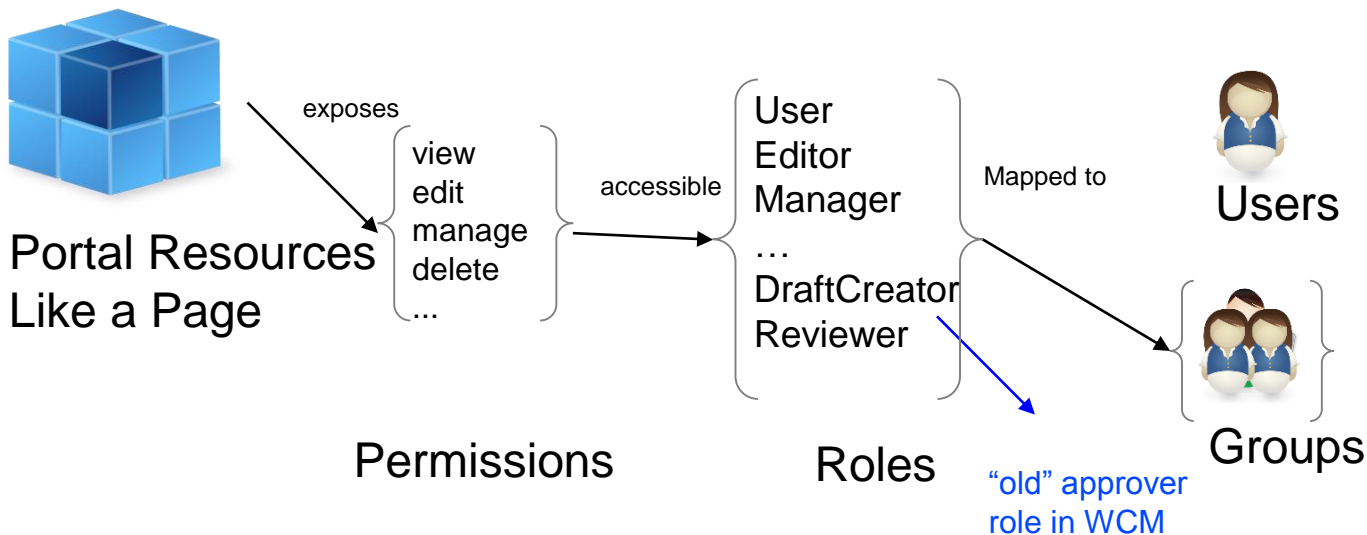 exposes
Portal Resources
Like a Page
view
edit
manage
delete
...
Permissions
accessible
User
Editor
Manager
…
DraftCreator
Reviewer
Roles
“old” approver
role in WCM
Mapped to
Users
Groups